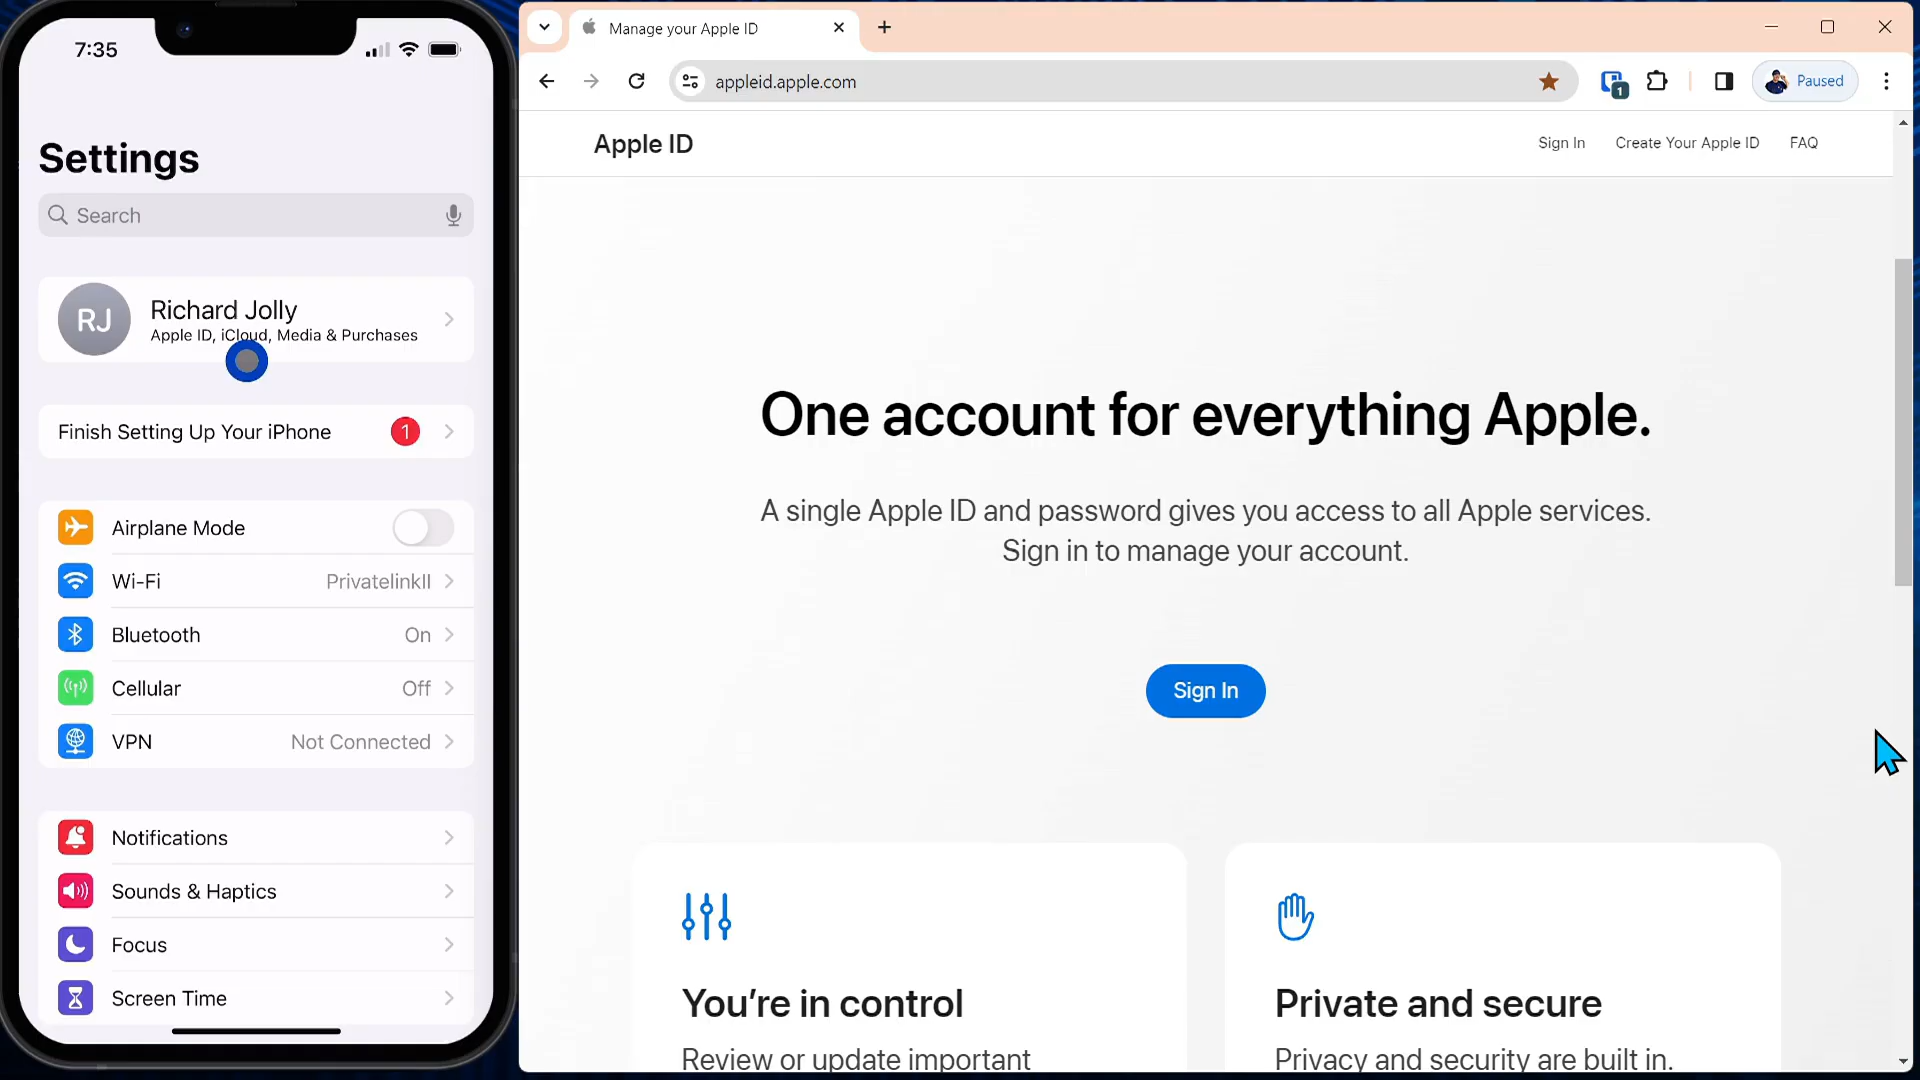 7:35
Settings
Search
RJ
Richard Jolly
Apple ID, iCloud, Media & Purchases
Finish Setting Up Your iPhone
1
Airplane Mode
Wi-Fi
PrivatelinkII
Bluetooth
On
Cellular
Off
VPN
Not Connected
Notifications
Sounds & Haptics
Focus
Screen Time
Manage your Apple ID
appleid.apple.com
1
Paused
Apple ID
Sign In
Create Your Apple ID
FAQ
One account for everything Apple.
A single Apple ID and password gives you access to all Apple services.
Sign in to manage your account.
Sign In
You’re in control
Review or update important
Private and secure
Privacy and security are built in.